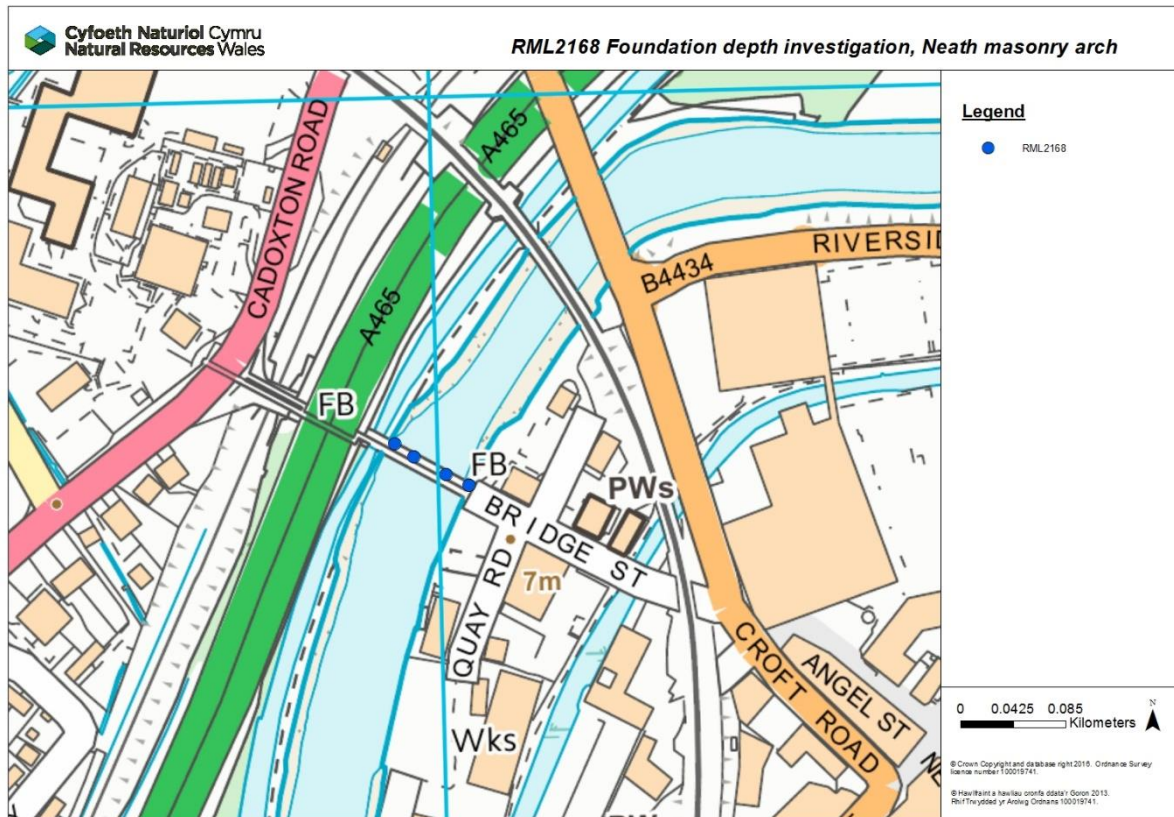 Cyfoeth Naturiol Cymru
Natural Resources Wales
RML2168 Foundation depth investigation, Neath masonry arch
Legend
RML2168
CADOXTON ROAD
A465
A465
B4434
RIVERSID
FB
FB
PWs
BRIDGE ST
QUAY RD
7m
CROFT ROAD
ANGEL ST
Wks
0 0.0425 0.085
Kilometers
N
© Crown Copyright and database right 2016. Ordnance Survey
licence number 100019741.
© Hawlfraint a hawliau cronfa ddata'r Goron 2013.
Rhif Trwydded yr Arolwg Ordnans 100019741.